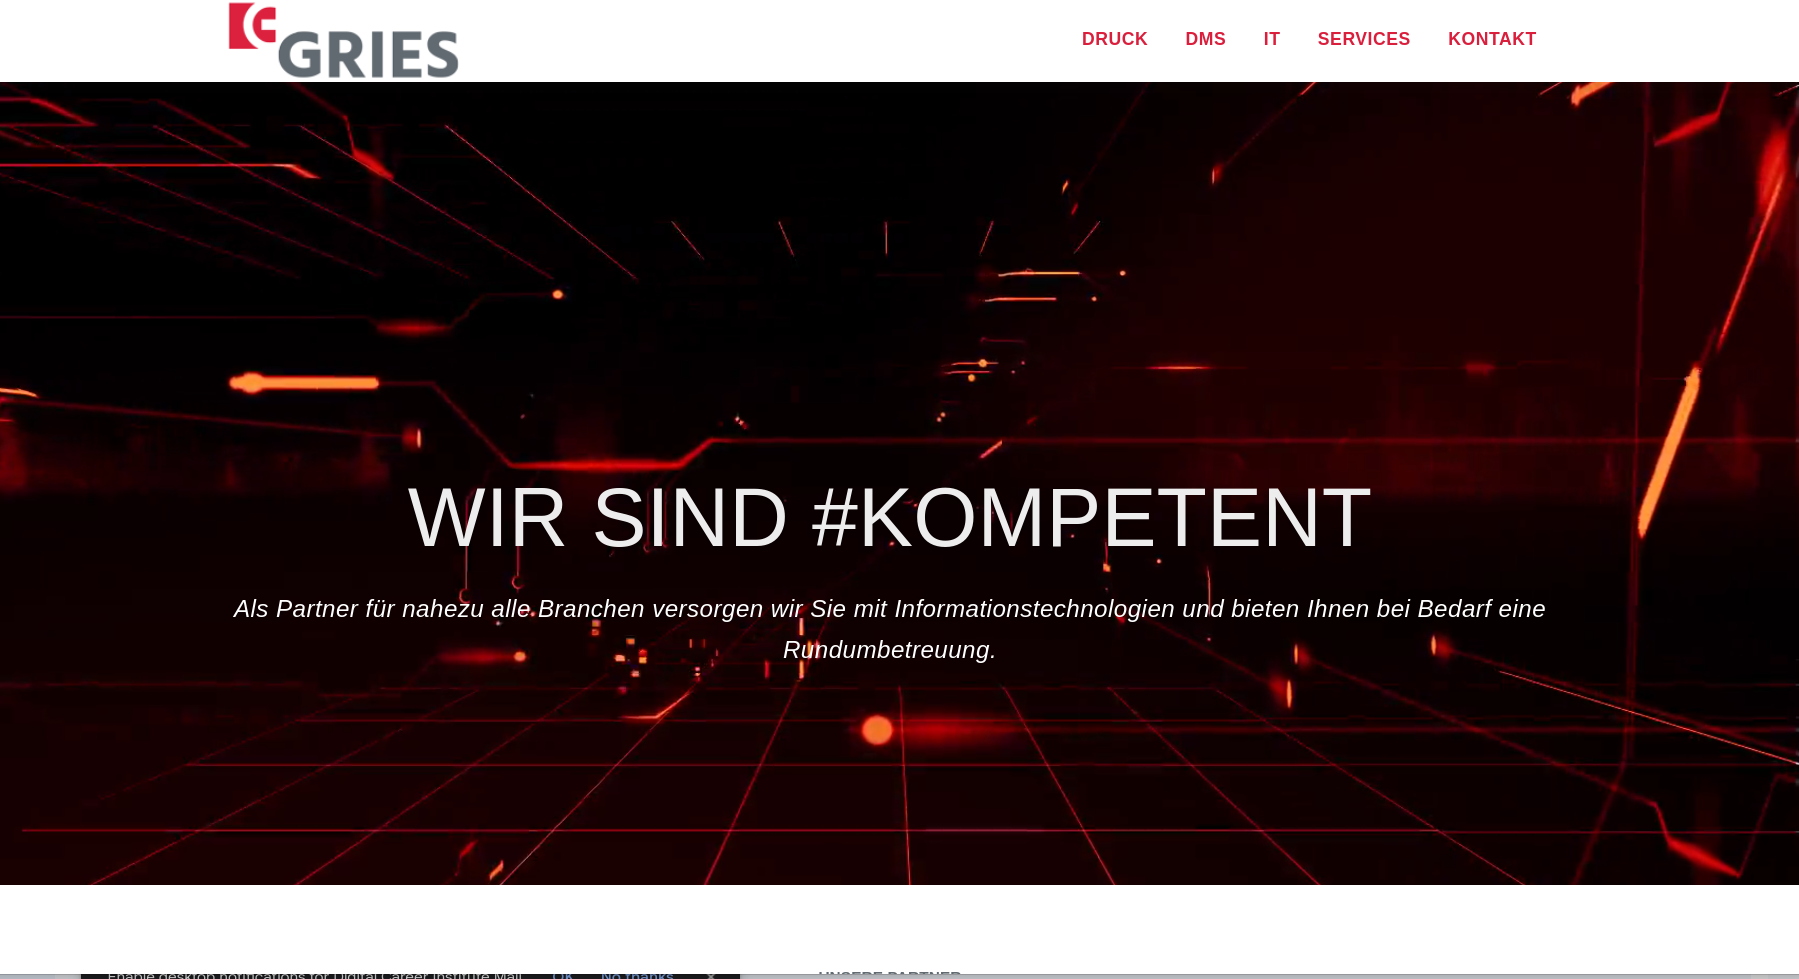 GRIES
DRUCK DMS IT SERVICES KONTAKT
WIR SIND #KOMPETENT
Als Partner für nahezu alle Branchen versorgen wir Sie mit Informationstechnologien und bieten Ihnen bei Bedarf eine
Rundumbetreuung.
Enable desktop notifications for Digital Career Institute Mail. OK No thanks
UNSERE PARTNER